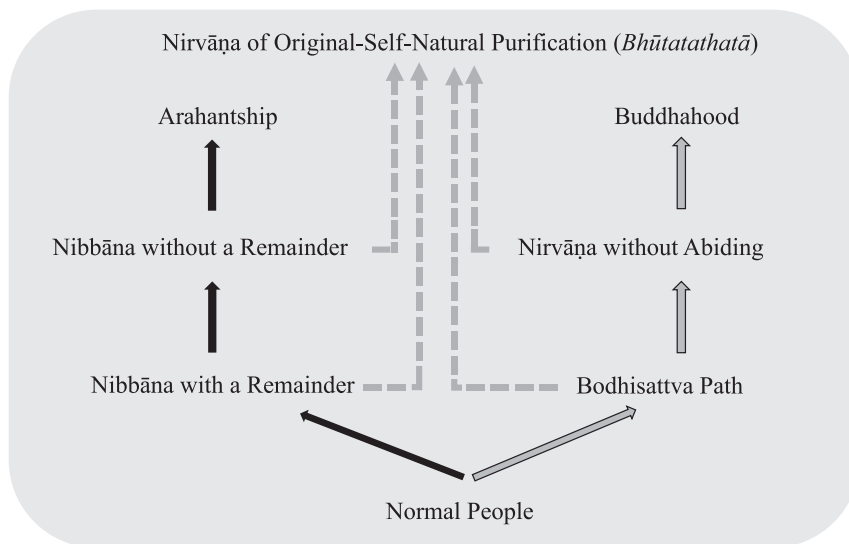 Nirvāṇa of Original-Self-Natural Purification (Bhūtatathatā)
Arahantship
Buddhahood
Nibbāna without a Remainder
Nirvāṇa without Abiding
Nibbāna with a Remainder
Bodhisattva Path
Normal People